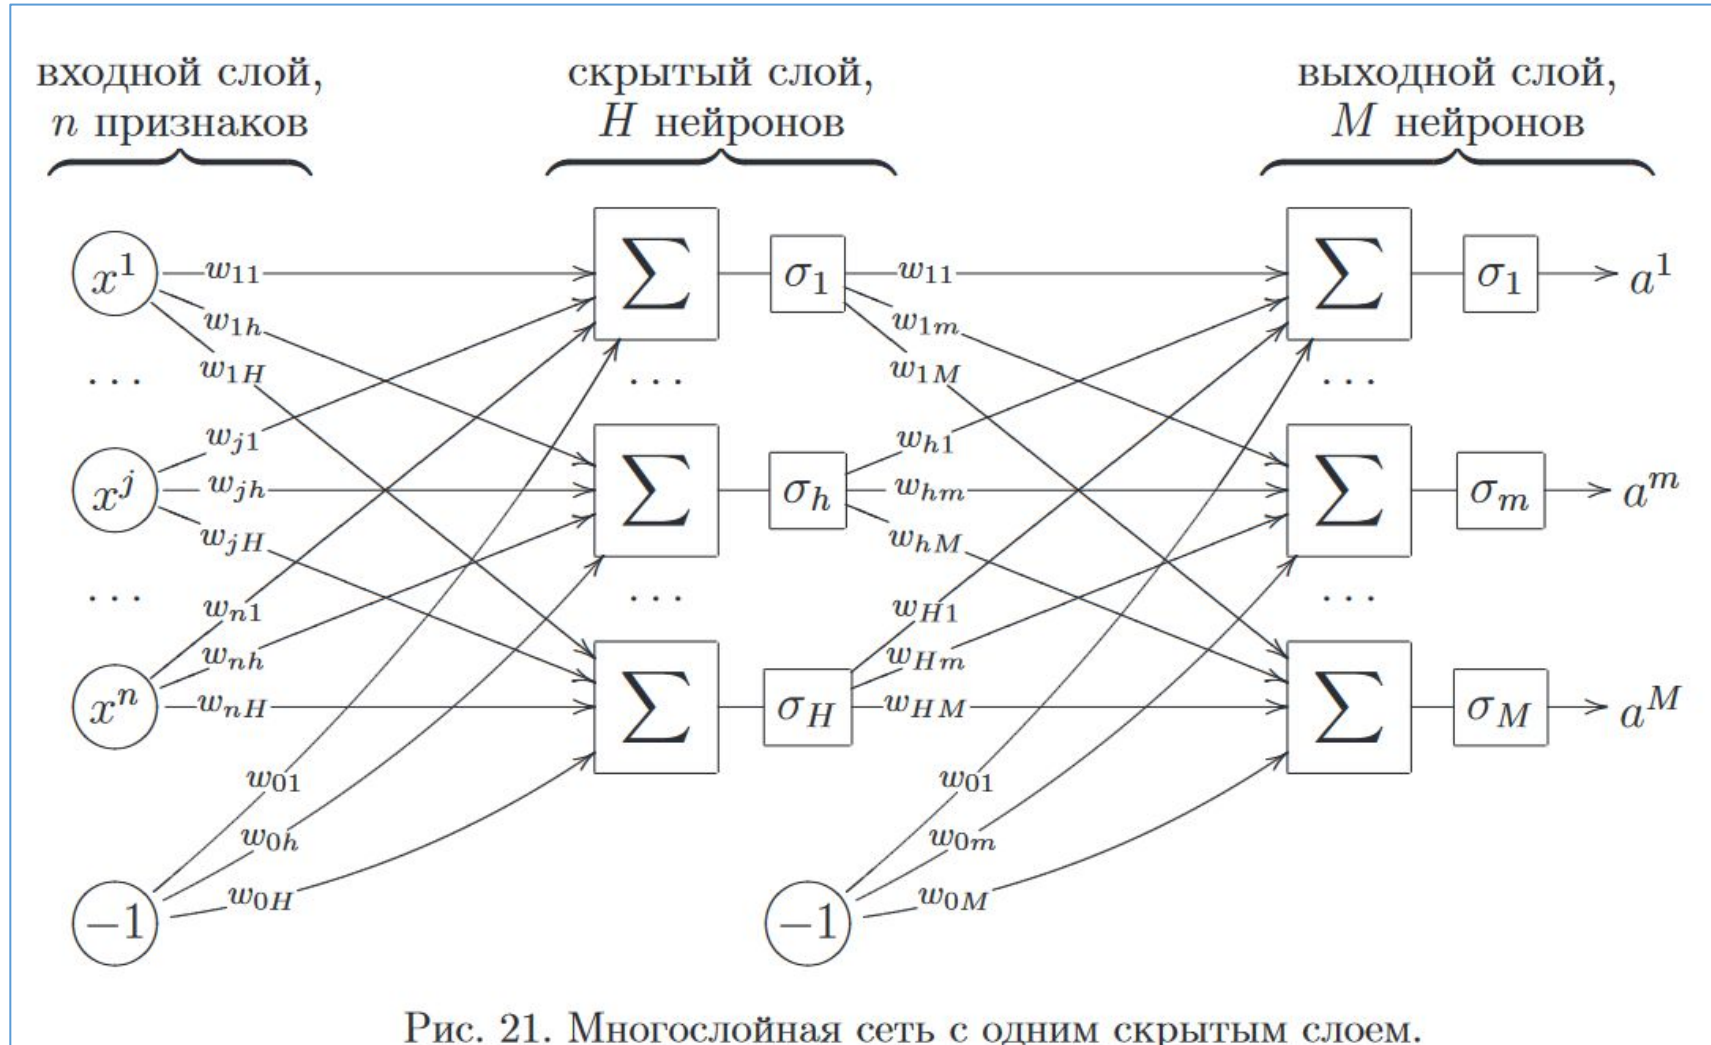 входной слой,
n признаков
скрытый слой,
H нейронов
выходной слой,
M нейронов
x¹ w₁₁ ∑ σ₁ w₁₁ ∑ σ₁ a¹
w₁ₕ w₁ₘ
w₁H w₁M
... ... ...
wⱼ₁ wₕ₁
xʲ wⱼₕ ∑ σₕ wₕₘ ∑ σₘ aᵐ
wⱼH wₕM
... ... ...
wₙ₁ wH₁
wₙₕ wHₘ
xⁿ wₙH ∑ σH wHM ∑ σM aᴹ
w₀₁ w₀₁
w₀ₕ w₀ₘ
w₀H w₀M
−1 −1
Рис. 21. Многослойная сеть с одним скрытым слоем.